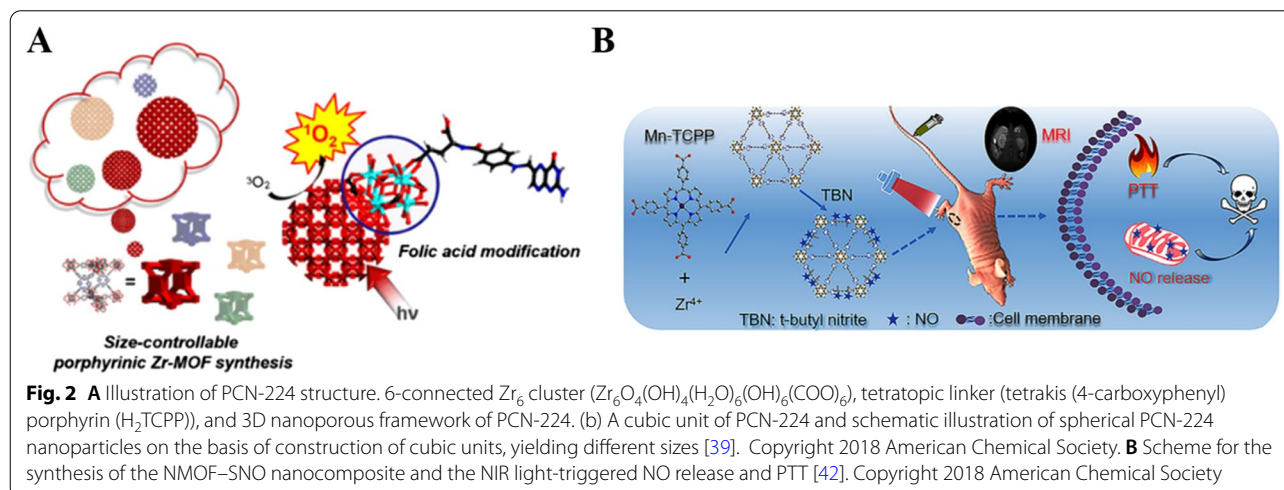 A
¹O₂
³O₂
Folic acid modification
=
hν
Size-controllable
porphyrinic Zr-MOF synthesis
B
Mn-TCPP
+
Zr⁴⁺
TBN
MRI
PTT
NO release
TBN: t-butyl nitrite ★ : NO :Cell membrane
Fig. 2 A Illustration of PCN-224 structure. 6-connected Zr₆ cluster (Zr₆O₄(OH)₄(H₂O)₆(OH)₆(COO)₆), tetratopic linker (tetrakis (4-carboxyphenyl)
porphyrin (H₂TCPP)), and 3D nanoporous framework of PCN-224. (b) A cubic unit of PCN-224 and schematic illustration of spherical PCN-224
nanoparticles on the basis of construction of cubic units, yielding different sizes [39]. Copyright 2018 American Chemical Society. B Scheme for the
synthesis of the NMOF–SNO nanocomposite and the NIR light-triggered NO release and PTT [42]. Copyright 2018 American Chemical Society